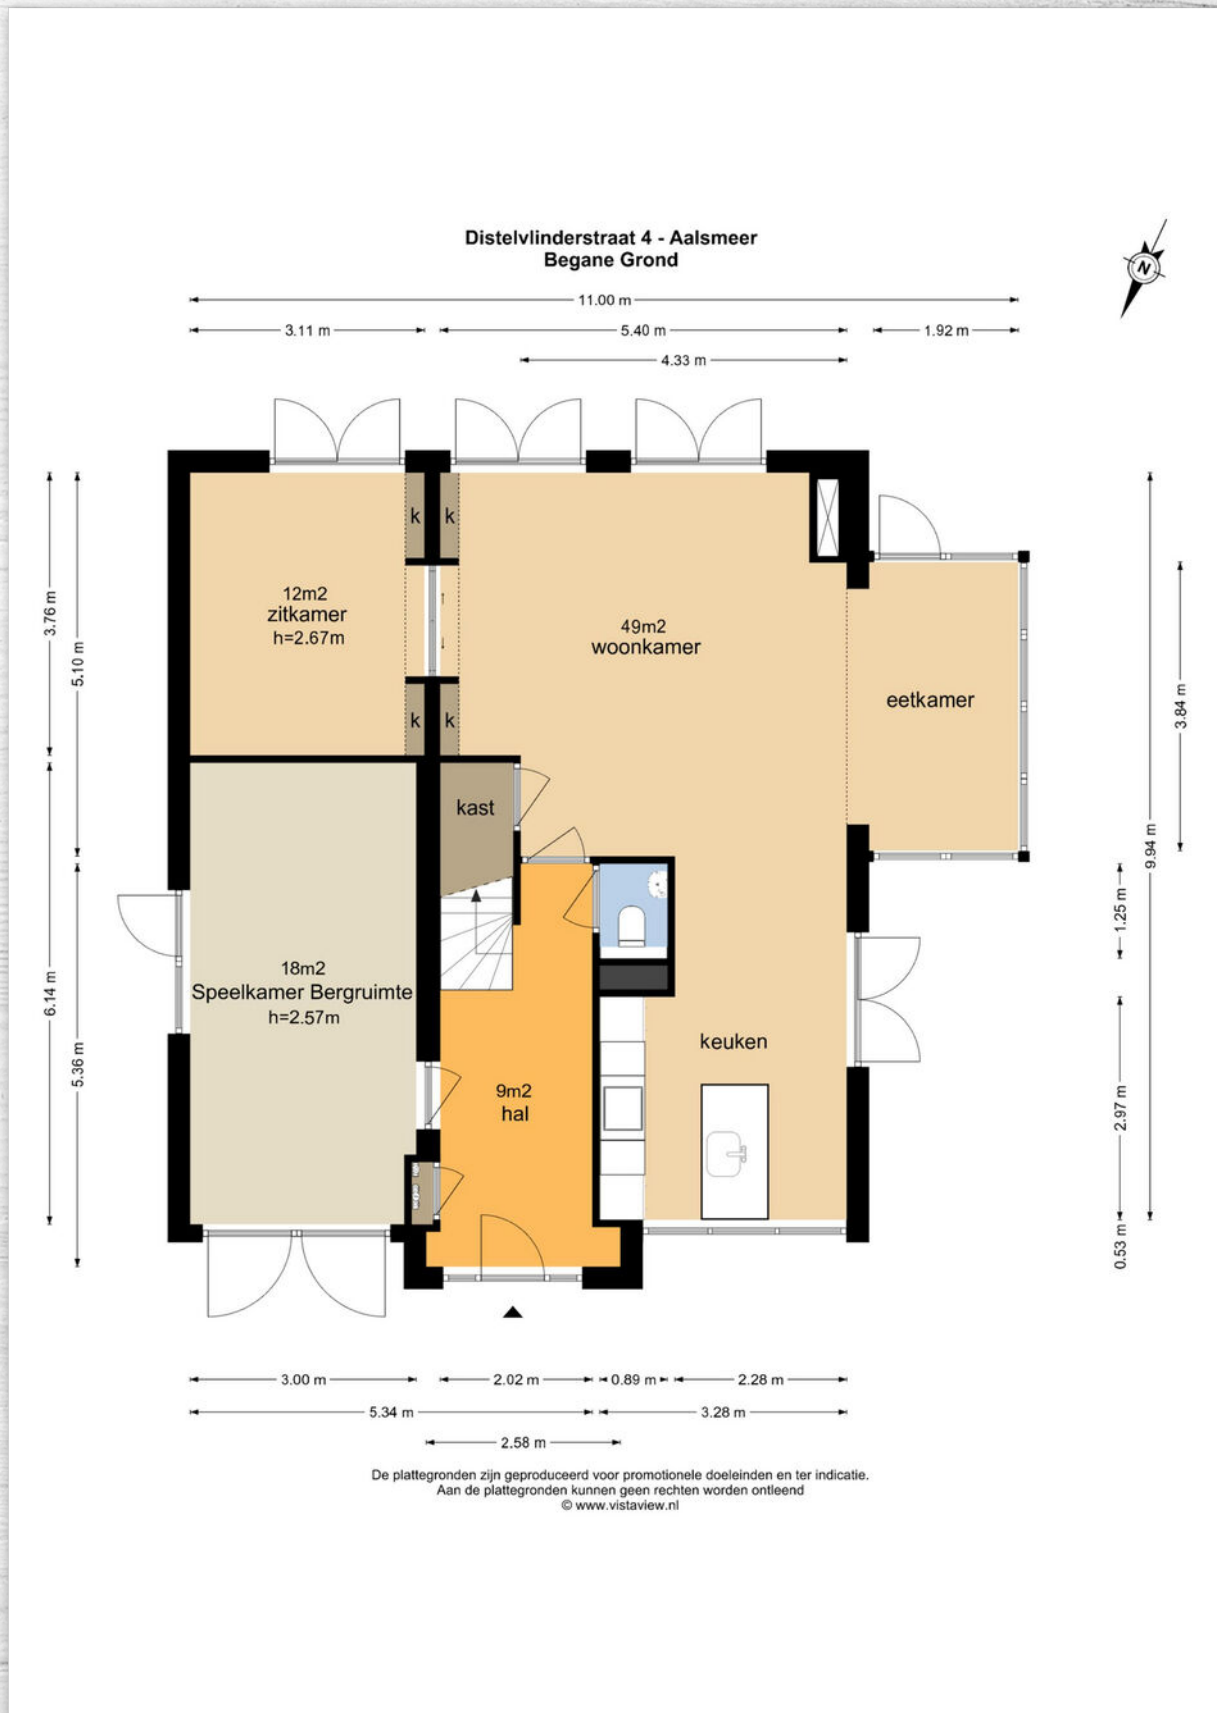 Distelvlinderstraat 4 - Aalsmeer
Begane Grond
N
11.00 m
3.11 m
5.40 m
1.92 m
4.33 m
k
k
12m2
zitkamer
h=2.67m
49m2
woonkamer
eetkamer
k
k
kast
18m2
Speelkamer Bergruimte
h=2.57m
keuken
9m2
hal
3.76 m
5.10 m
6.14 m
5.36 m
3.84 m
9.94 m
1.25 m
2.97 m
0.53 m
3.00 m
2.02 m
0.89 m
2.28 m
5.34 m
3.28 m
2.58 m
De plattegronden zijn geproduceerd voor promotionele doeleinden en ter indicatie.
Aan de plattegronden kunnen geen rechten worden ontleend
© www.vistaview.nl